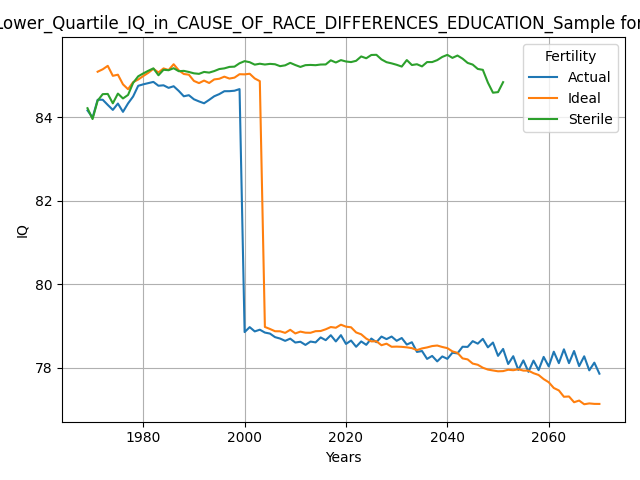 Lower_Quartile_IQ_in_CAUSE_OF_RACE_DIFFERENCES_EDUCATION_Sample for
Fertility
Actual
Ideal
Sterile
IQ
84
82
80
78
1980
2000
2020
2040
2060
Years